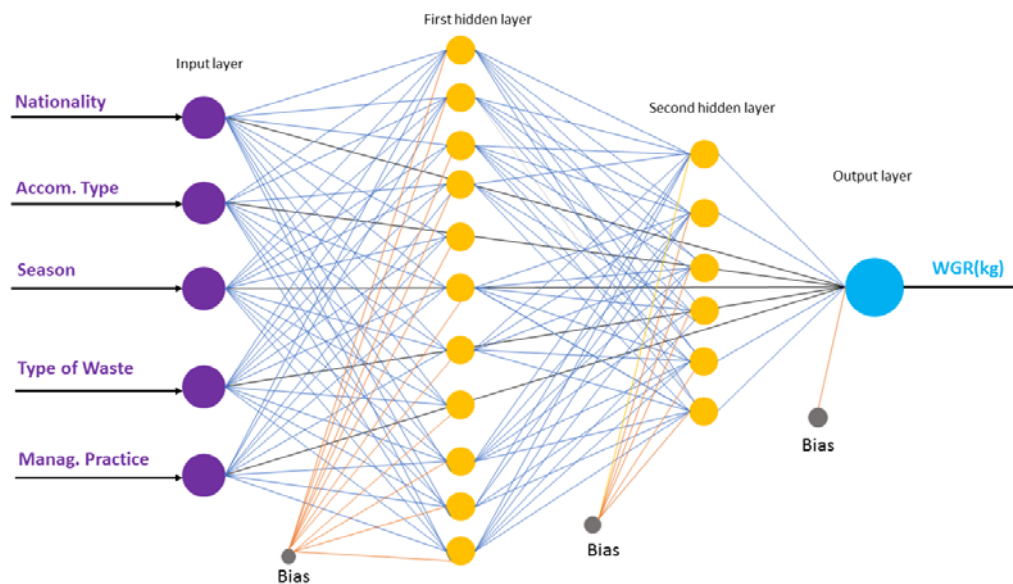 First hidden layer
Input layer
Nationality
Second hidden layer
Accom. Type
Output layer
Season
WGR(kg)
Type of Waste
Manag. Practice
Bias
Bias
Bias